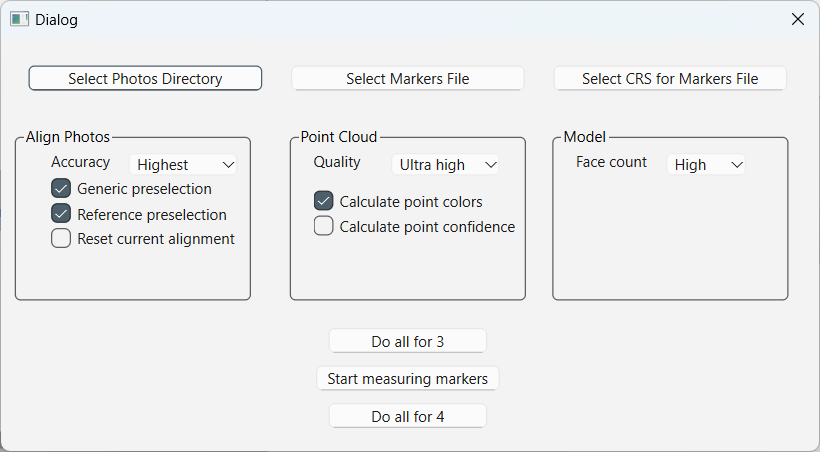 Dialog
Select Photos Directory
Select Markers File
Select CRS for Markers File
Align Photos
Accuracy Highest
Generic preselection
Reference preselection
Reset current alignment
Point Cloud
Quality Ultra high
Calculate point colors
Calculate point confidence
Model
Face count High
Do all for 3
Start measuring markers
Do all for 4